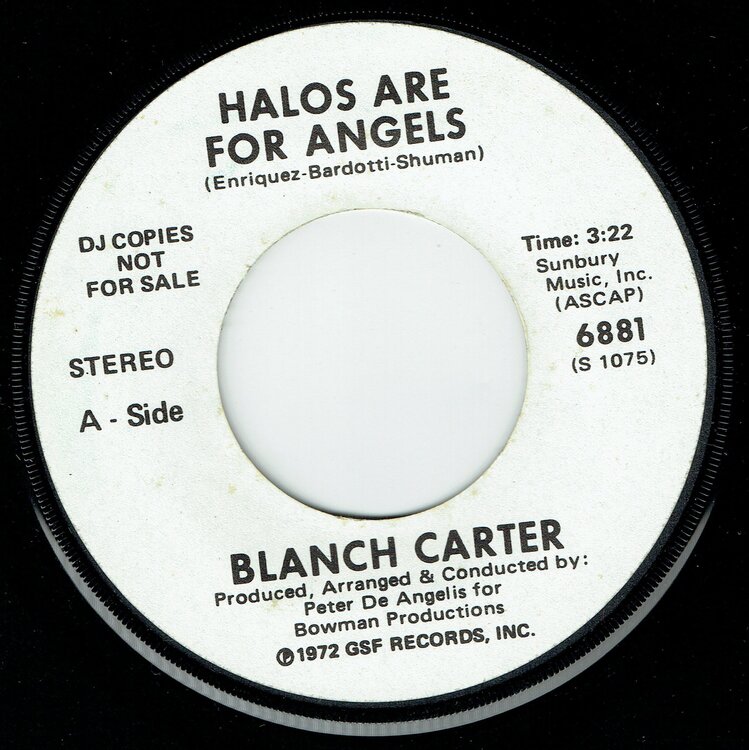 HALOS ARE
FOR ANGELS
(Enriquez-Bardotti-Shuman)
DJ COPIES
NOT
FOR SALE
STEREO
A - Side
Time: 3:22
Sunbury
Music, Inc.
(ASCAP)
6881
(S 1075)
BLANCH CARTER
Produced, Arranged & Conducted by:
Peter De Angelis for
Bowman Productions
℗1972 GSF RECORDS, INC.